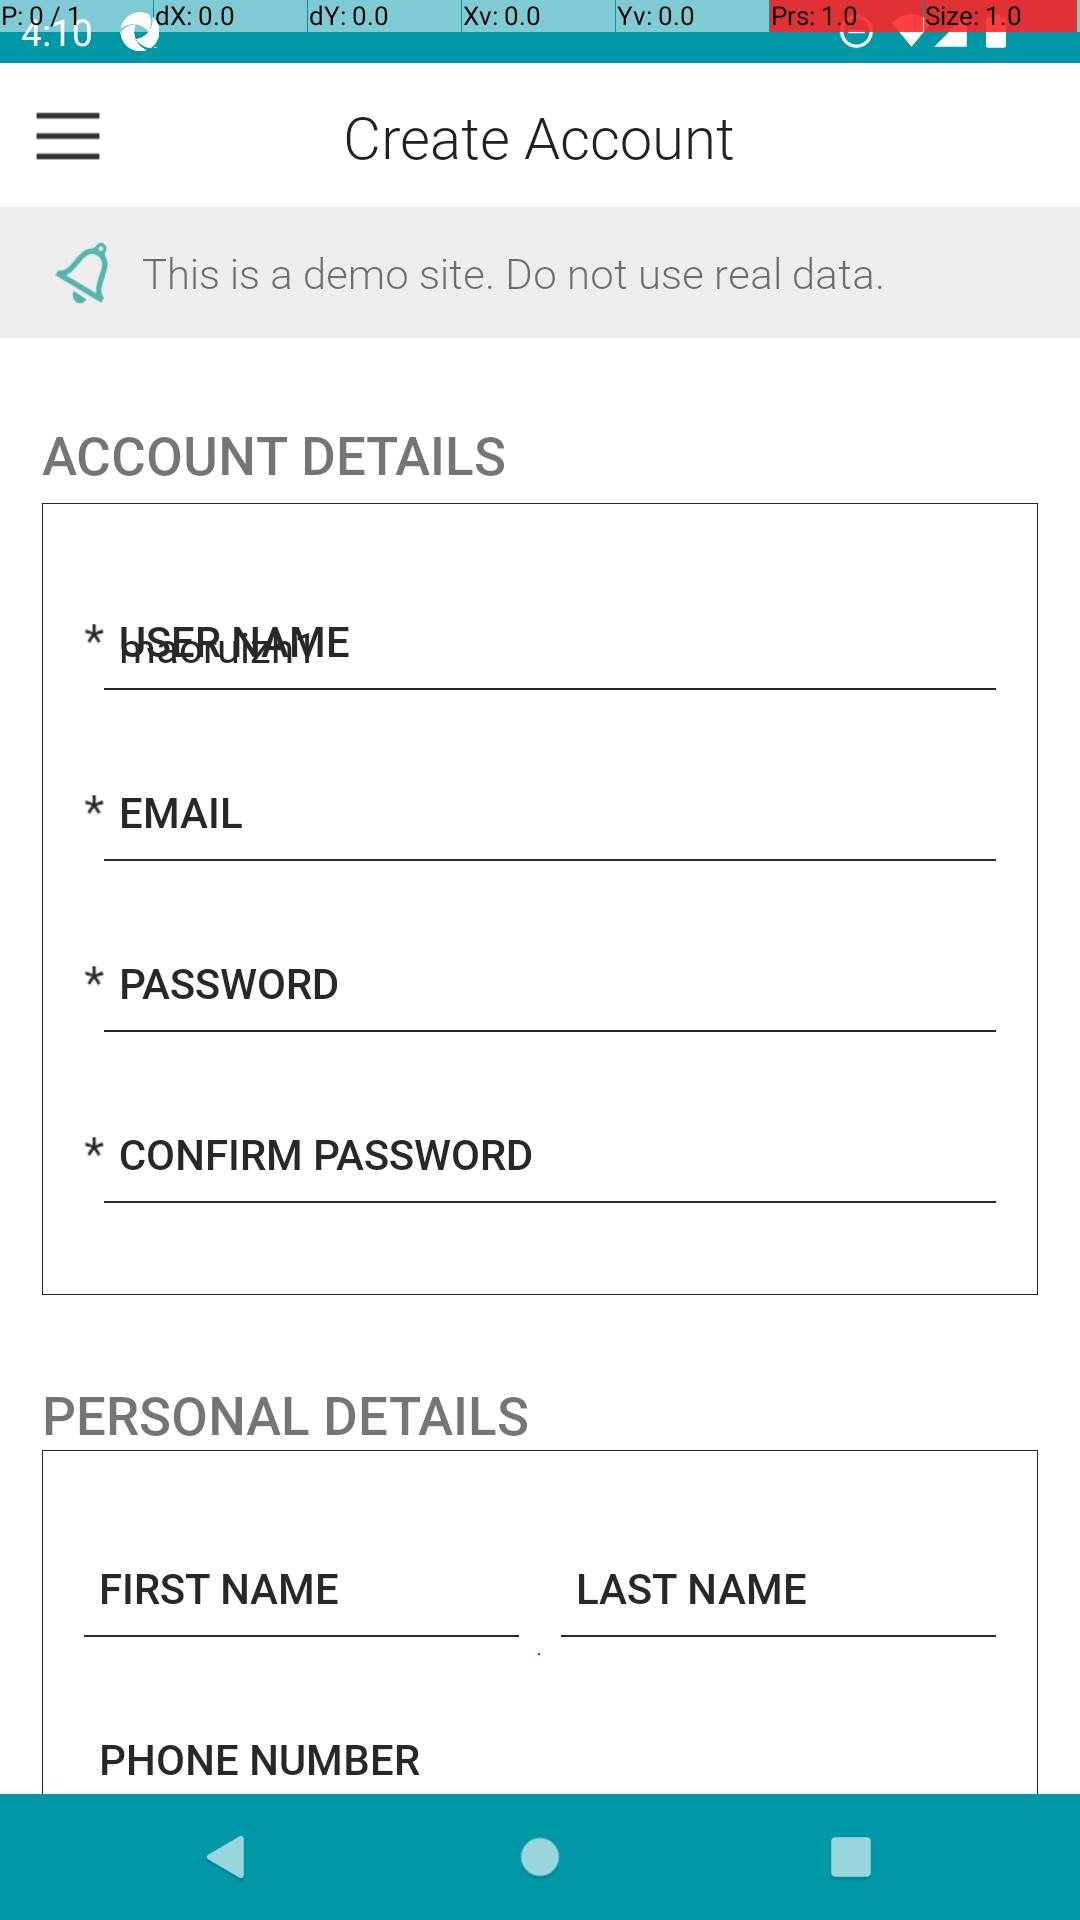 P: 0 / 1 dX: 0.0 dY: 0.0 Xv: 0.0 Yv: 0.0 Prs: 1.0 Size: 1.0
4:10
Create Account
This is a demo site. Do not use real data.
ACCOUNT DETAILS
* USER NAME
* EMAIL
* PASSWORD
* CONFIRM PASSWORD
PERSONAL DETAILS
FIRST NAME LAST NAME
PHONE NUMBER